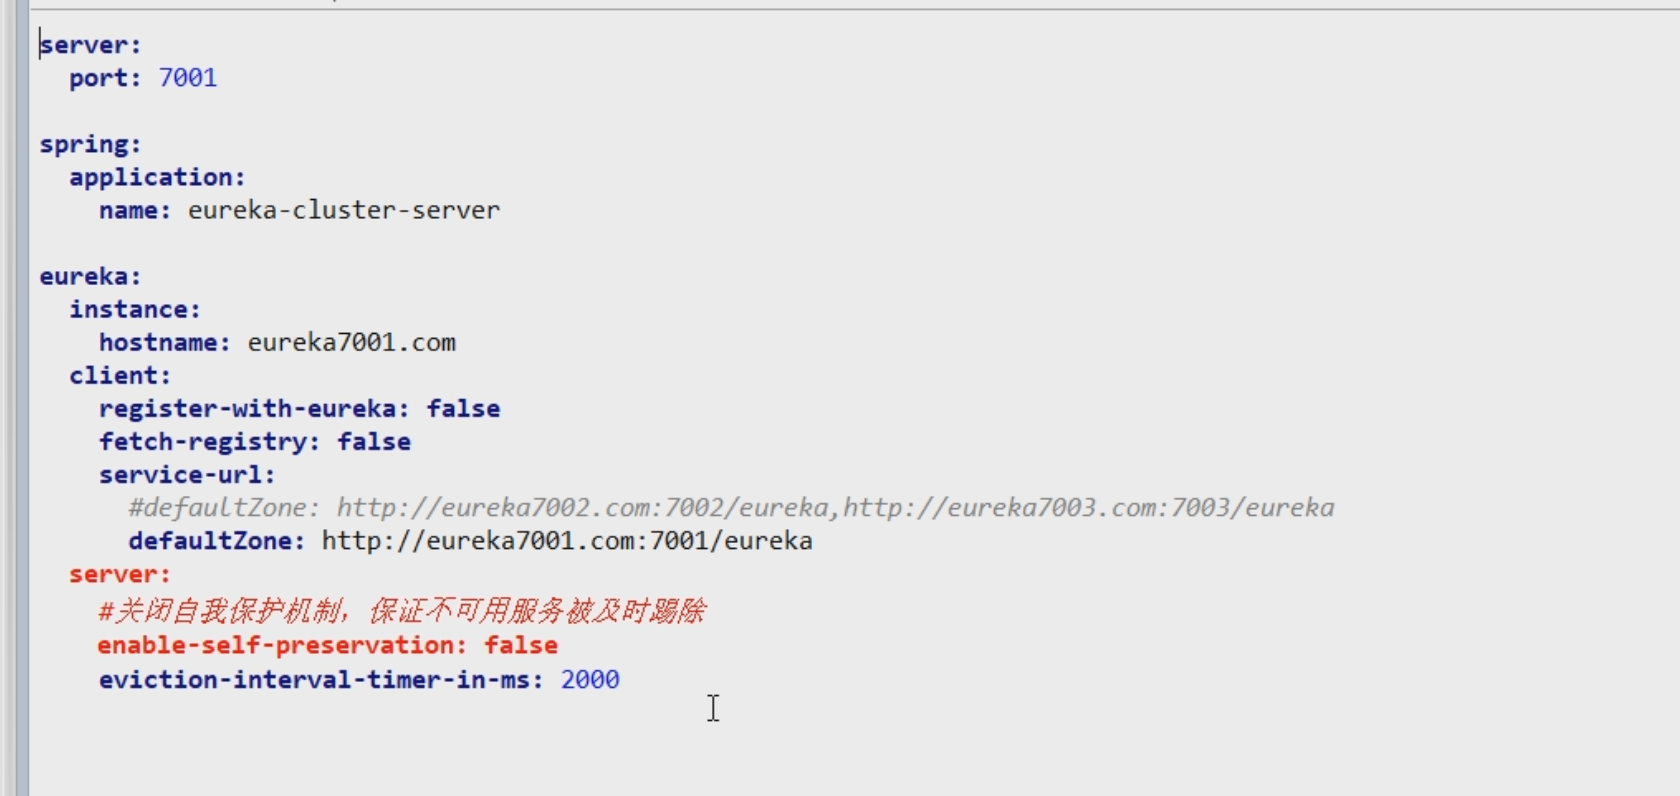 server:
  port: 7001
spring:
  application:
    name: eureka-cluster-server
eureka:
  instance:
    hostname: eureka7001.com
  client:
    register-with-eureka: false
    fetch-registry: false
    service-url:
      #defaultZone: http://eureka7002.com:7002/eureka,http://eureka7003.com:7003/eureka
      defaultZone: http://eureka7001.com:7001/eureka
  server:
    #关闭自我保护机制，保证不可用服务被及时踢除
    enable-self-preservation: false
    eviction-interval-timer-in-ms: 2000